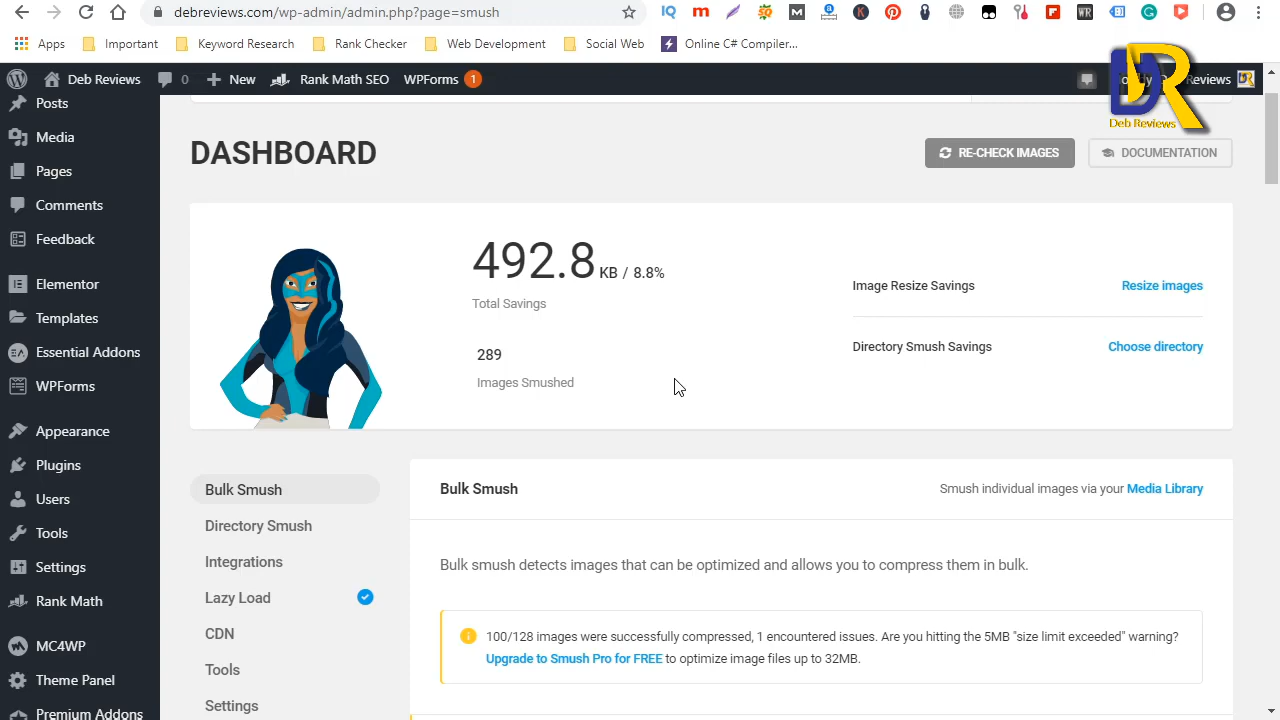 debreviews.com/wp-admin/admin.php?page=smush
Apps Important Keyword Research Rank Checker Web Development Social Web Online C# Compiler...
Deb Reviews 0 New Rank Math SEO WPForms 1 Reviews
DR
Deb Reviews
Posts
Media
Pages
Comments
Feedback
Elementor
Templates
Essential Addons
WPForms
Appearance
Plugins
Users
Tools
Settings
Rank Math
MC4WP
Theme Panel
Premium Addons
DASHBOARD
RE-CHECK IMAGES
DOCUMENTATION
492.8 KB / 8.8%
Total Savings
289
Images Smushed
Image Resize Savings Resize images
Directory Smush Savings Choose directory
Bulk Smush
Directory Smush
Integrations
Lazy Load
CDN
Tools
Settings
Bulk Smush
Smush individual images via your Media Library
Bulk smush detects images that can be optimized and allows you to compress them in bulk.
100/128 images were successfully compressed, 1 encountered issues. Are you hitting the 5MB "size limit exceeded" warning?
Upgrade to Smush Pro for FREE to optimize image files up to 32MB.